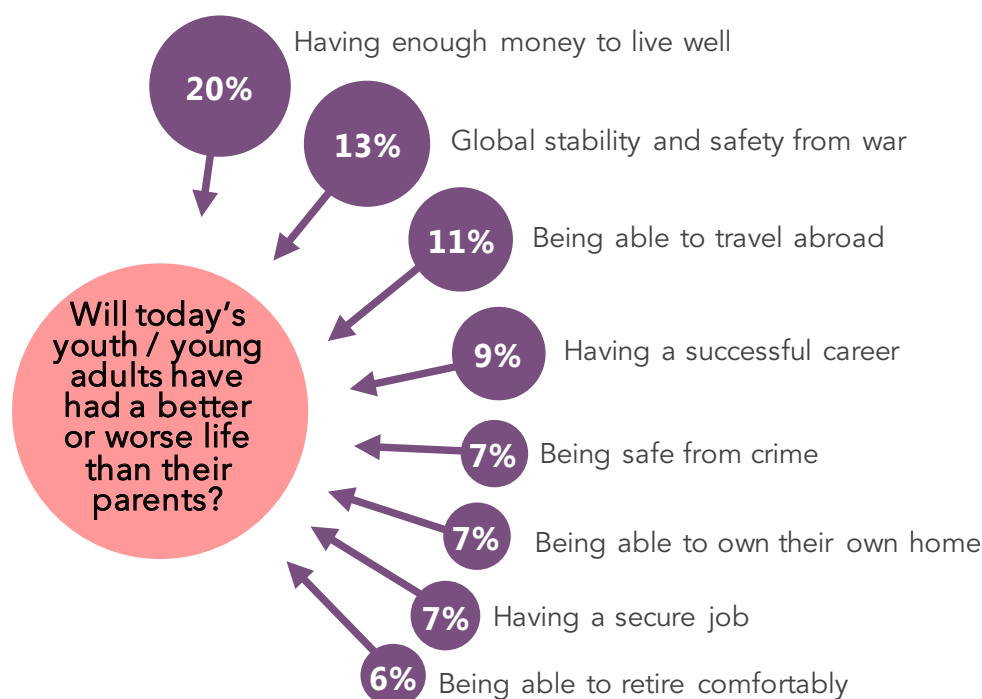 20%
Having enough money to live well
13%
Global stability and safety from war
11%
Being able to travel abroad
9%
Having a successful career
7%
Being safe from crime
7%
Being able to own their own home
7%
Having a secure job
6%
Being able to retire comfortably
Will today's
youth / young
adults have
had a better
or worse life
than their
parents?